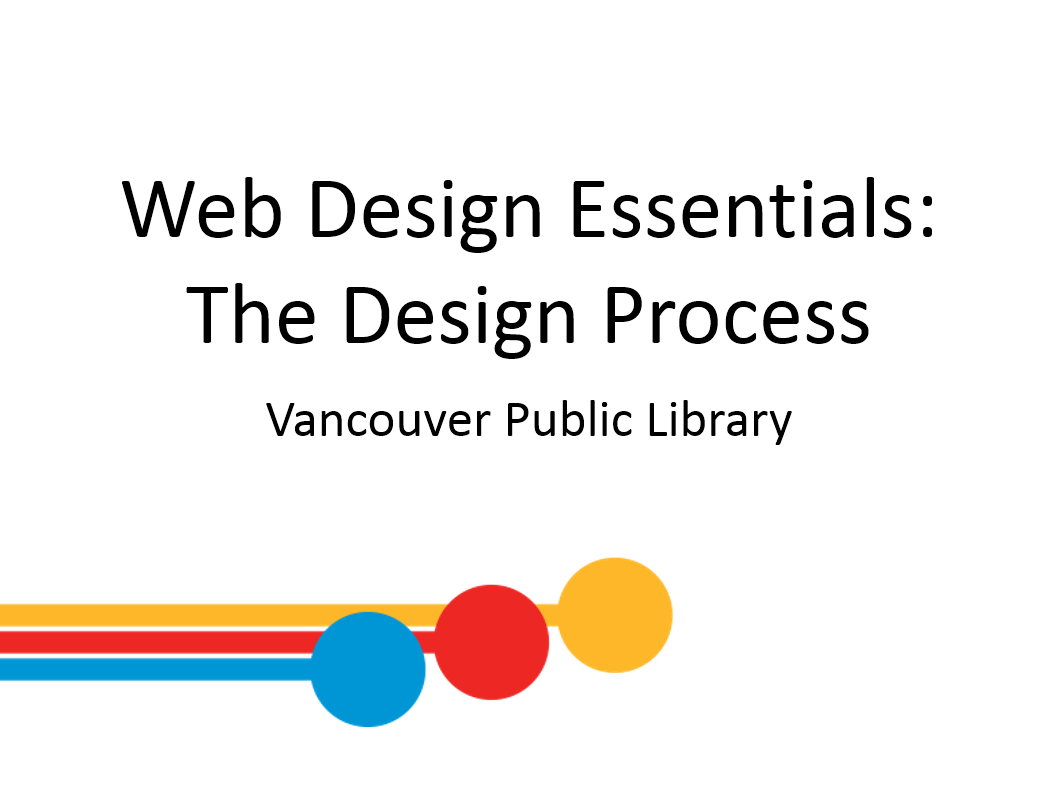 Web Design Essentials:
The Design Process
Vancouver Public Library